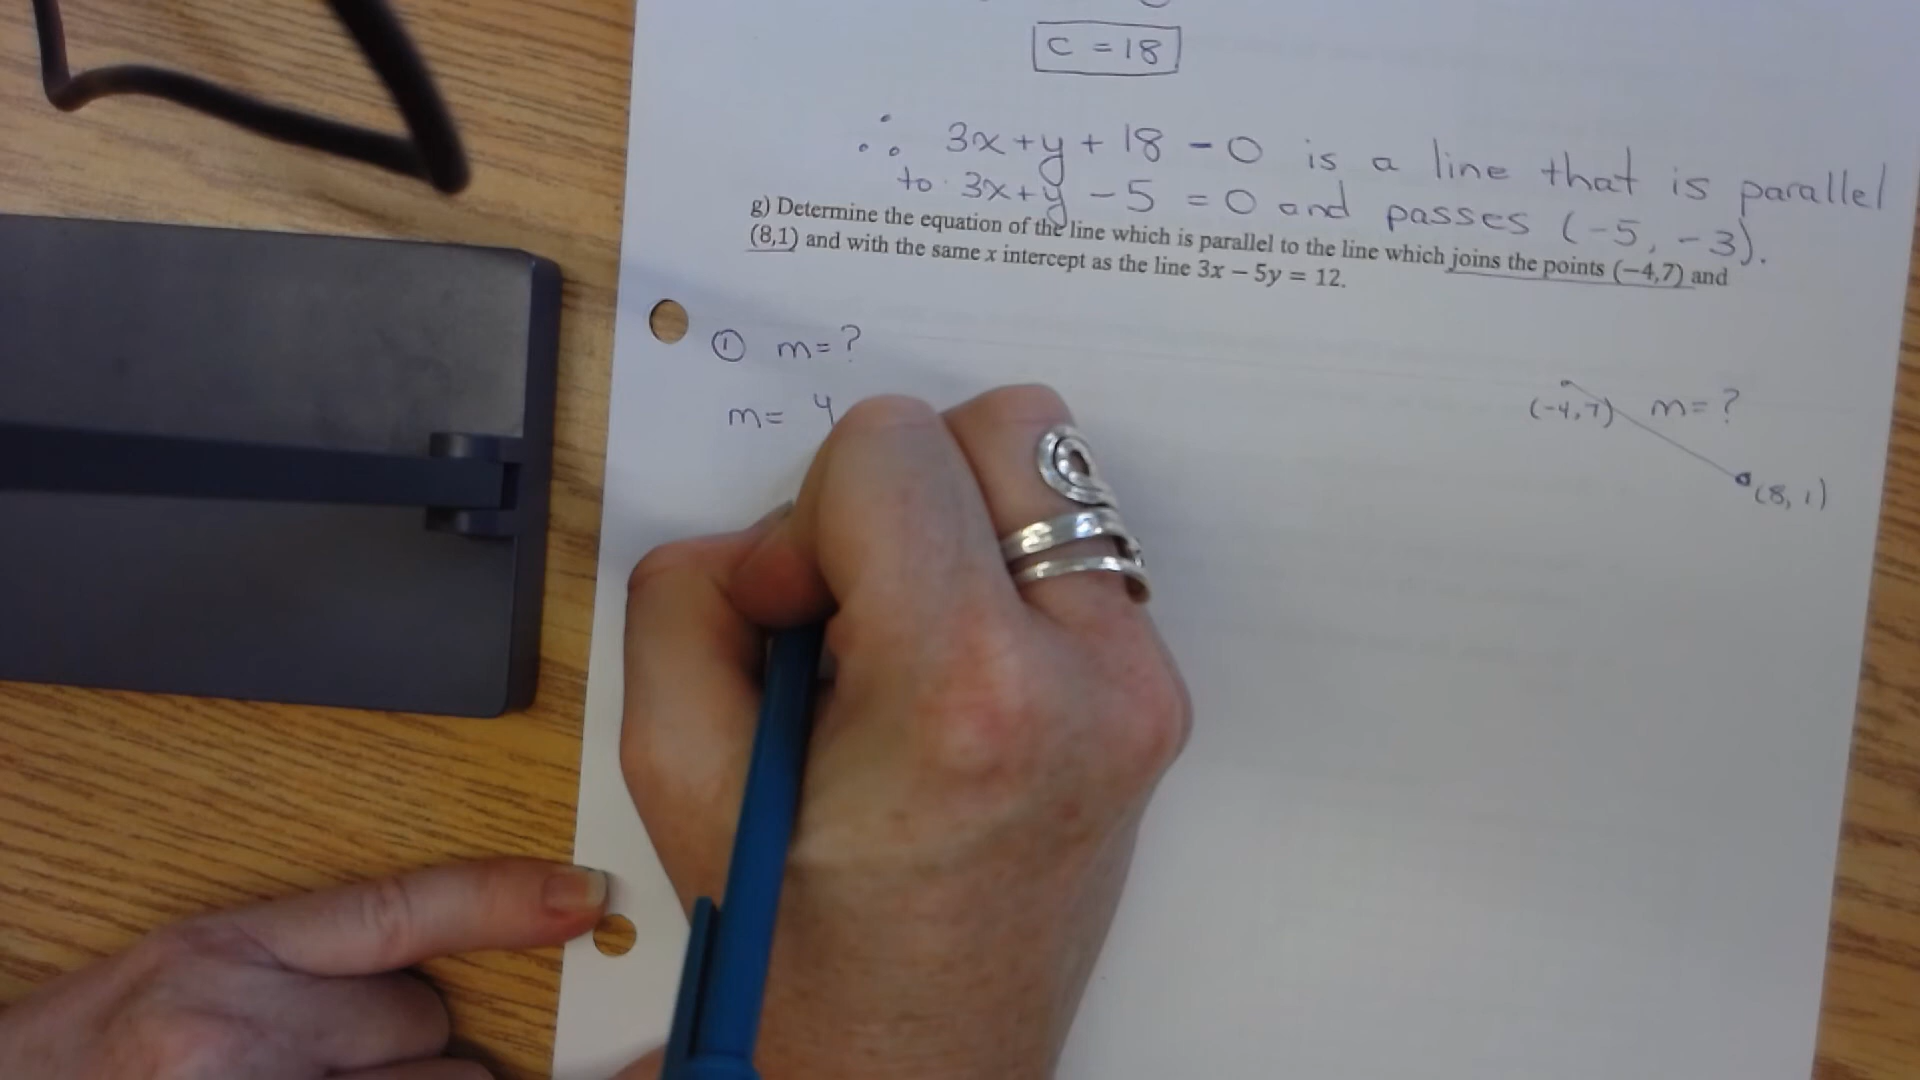 c = 18
∴ 3x + y + 18 - 0 is a line that is parallel
to 3x + y - 5 = 0 and passes (-5, -3).
g) Determine the equation of the line which is parallel to the line which joins the points (−4,7) and
(8,1) and with the same x intercept as the line 3x − 5y = 12.
① m = ?
(-4,7) m = ?
m = y
(8, 1)